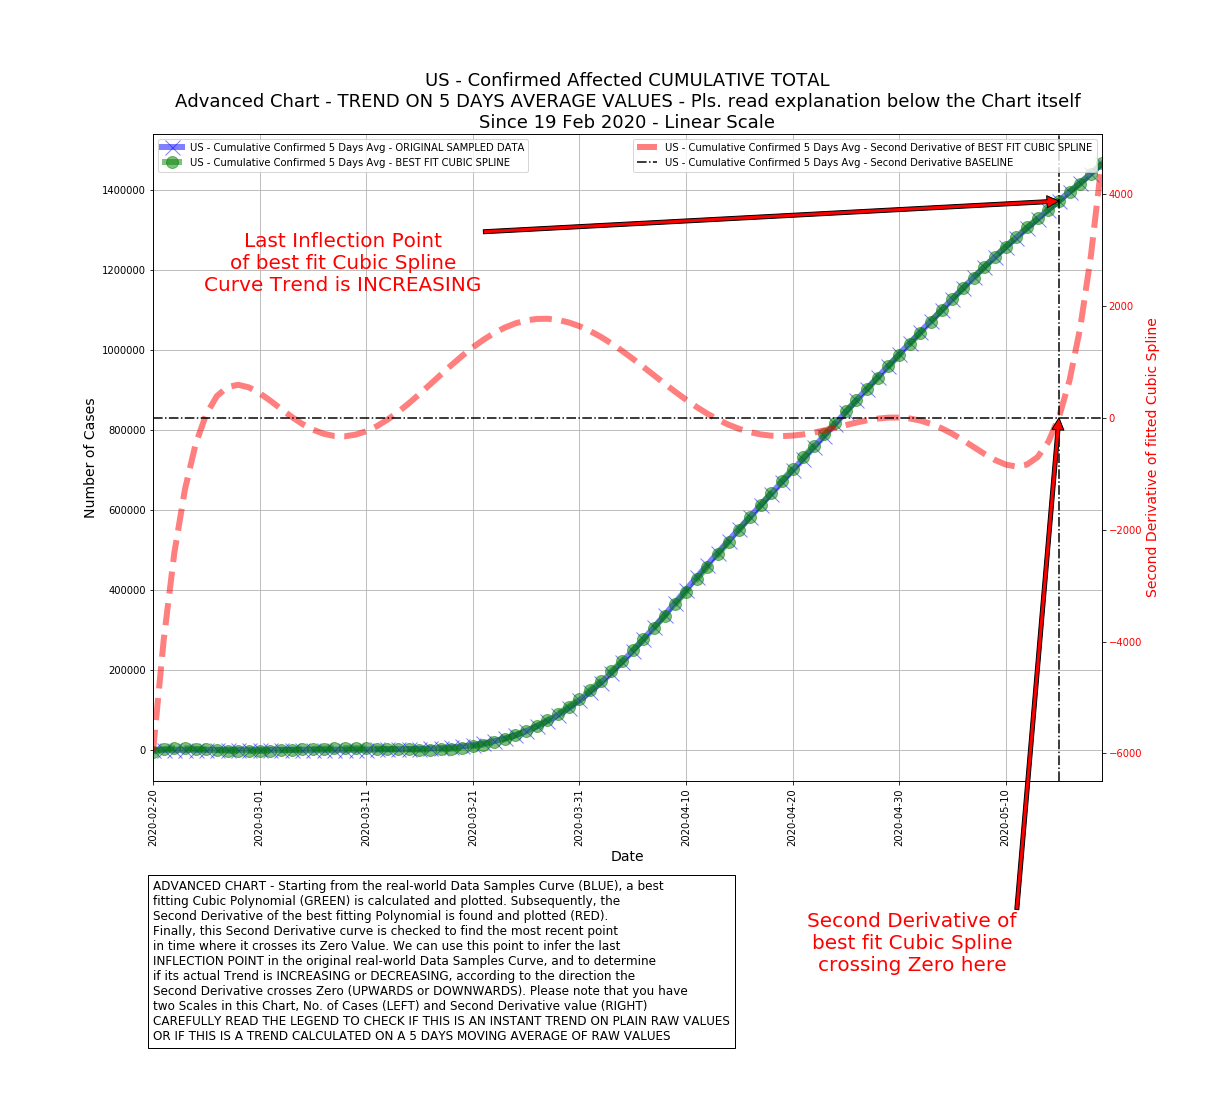 US - Confirmed Affected CUMULATIVE TOTAL
Advanced Chart - TREND ON 5 DAYS AVERAGE VALUES - Pls. read explanation below the Chart itself
Since 19 Feb 2020 - Linear Scale
US - Cumulative Confirmed 5 Days Avg - ORIGINAL SAMPLED DATA
US - Cumulative Confirmed 5 Days Avg - BEST FIT CUBIC SPLINE
US - Cumulative Confirmed 5 Days Avg - Second Derivative of BEST FIT CUBIC SPLINE
US - Cumulative Confirmed 5 Days Avg - Second Derivative BASELINE
Last Inflection Point
of best fit Cubic Spline
Curve Trend is INCREASING
Number of Cases
1400000
1200000
1000000
800000
600000
400000
200000
0
4000
2000
0
−2000
−4000
−6000
Second Derivative of fitted Cubic Spline
2020-02-20
2020-03-01
2020-03-11
2020-03-21
2020-03-31
2020-04-10
2020-04-20
2020-04-30
2020-05-10
Date
ADVANCED CHART - Starting from the real-world Data Samples Curve (BLUE), a best
fitting Cubic Polynomial (GREEN) is calculated and plotted. Subsequently, the
Second Derivative of the best fitting Polynomial is found and plotted (RED).
Finally, this Second Derivative curve is checked to find the most recent point
in time where it crosses its Zero Value. We can use this point to infer the last
INFLECTION POINT in the original real-world Data Samples Curve, and to determine
if its actual Trend is INCREASING or DECREASING, according to the direction the
Second Derivative crosses Zero (UPWARDS or DOWNWARDS). Please note that you have
two Scales in this Chart, No. of Cases (LEFT) and Second Derivative value (RIGHT)
CAREFULLY READ THE LEGEND TO CHECK IF THIS IS AN INSTANT TREND ON PLAIN RAW VALUES
OR IF THIS IS A TREND CALCULATED ON A 5 DAYS MOVING AVERAGE OF RAW VALUES
Second Derivative of
best fit Cubic Spline
crossing Zero here